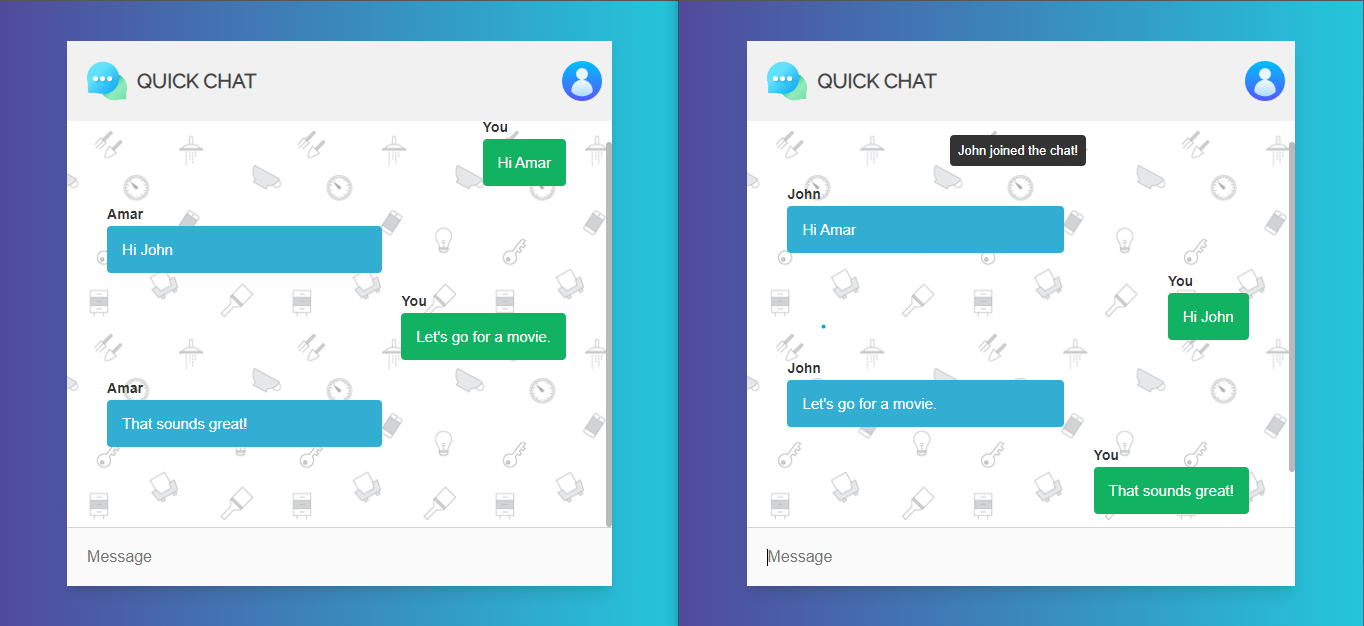 QUICK CHAT
You
Hi Amar
Amar
Hi John
You
Let's go for a movie.
Amar
That sounds great!
Message
QUICK CHAT
John joined the chat!
John
Hi Amar
You
Hi John
John
Let's go for a movie.
You
That sounds great!
Message